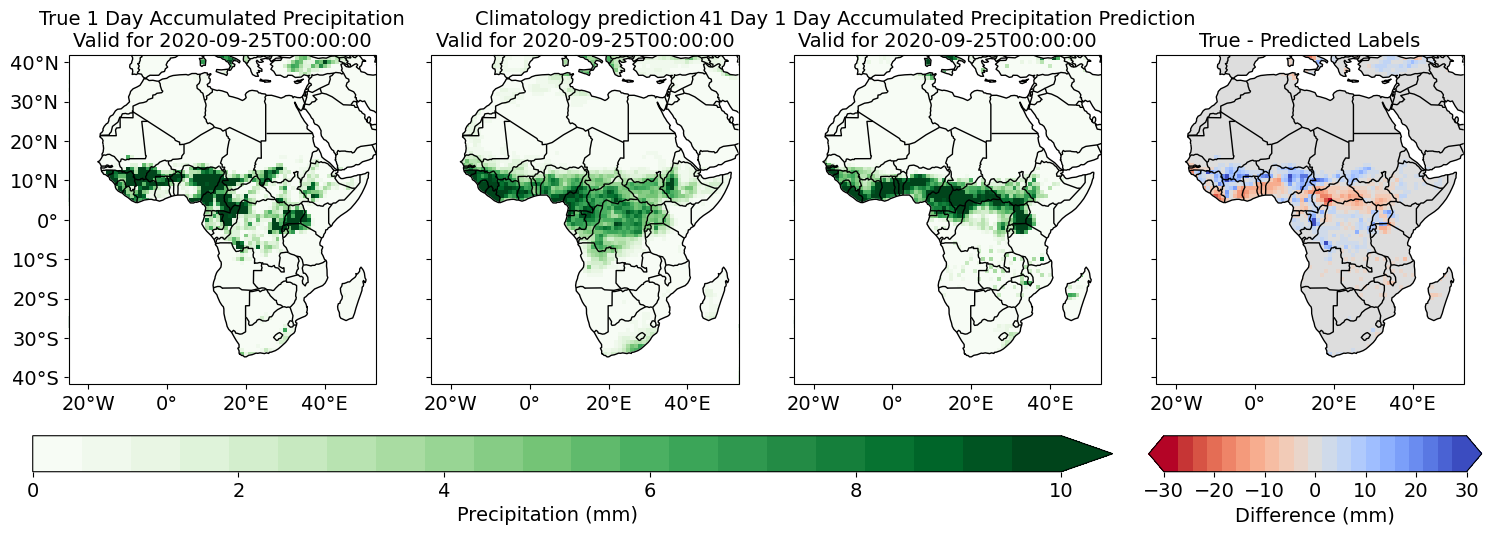 True 1 Day Accumulated Precipitation
Valid for 2020-09-25T00:00:00
Climatology prediction
Valid for 2020-09-25T00:00:00
41 Day 1 Day Accumulated Precipitation Prediction
Valid for 2020-09-25T00:00:00
True - Predicted Labels
40°N
30°N
20°N
10°N
0°
10°S
20°S
30°S
40°S
20°W 0° 20°E 40°E
20°W 0° 20°E 40°E
20°W 0° 20°E 40°E
20°W 0° 20°E 40°E
0 2 4 6 8 10
Precipitation (mm)
−30 −20 −10 0 10 20 30
Difference (mm)